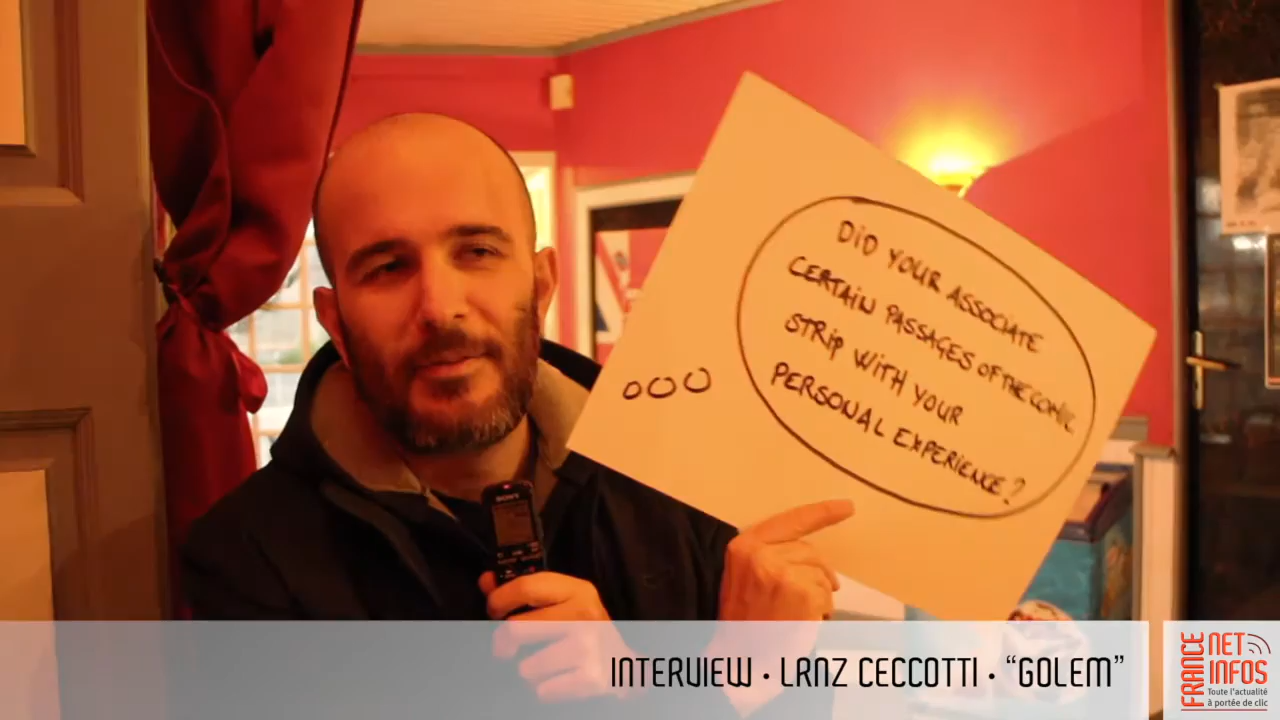 DID YOUR ASSOCIATE
CERTAIN PASSAGES OF THE COMIC
STRIP WITH YOUR
PERSONAL EXPERIENCE?
SONY
INTERVIEW • LRNZ CECCOTTI • “GOLEM”
FRANCE
NET
INFOS
Toute l'actualité
à portée de clic